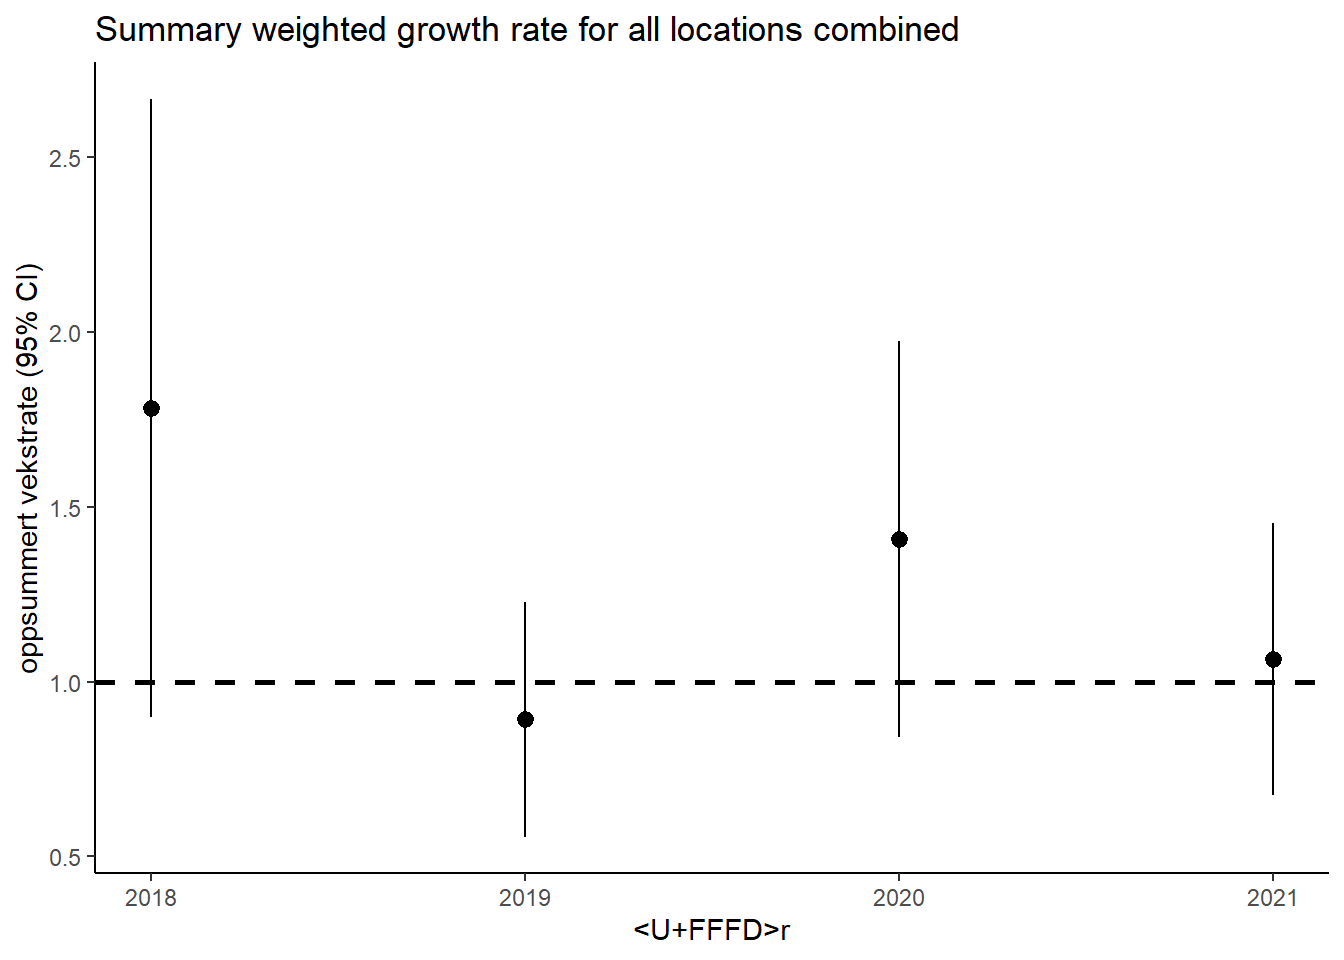 Summary weighted growth rate for all locations combined
oppsummert vekstrate (95% CI)
2.5
2.0
1.5
1.0
0.5
2018 2019 2020 2021
<U+FFFD>r